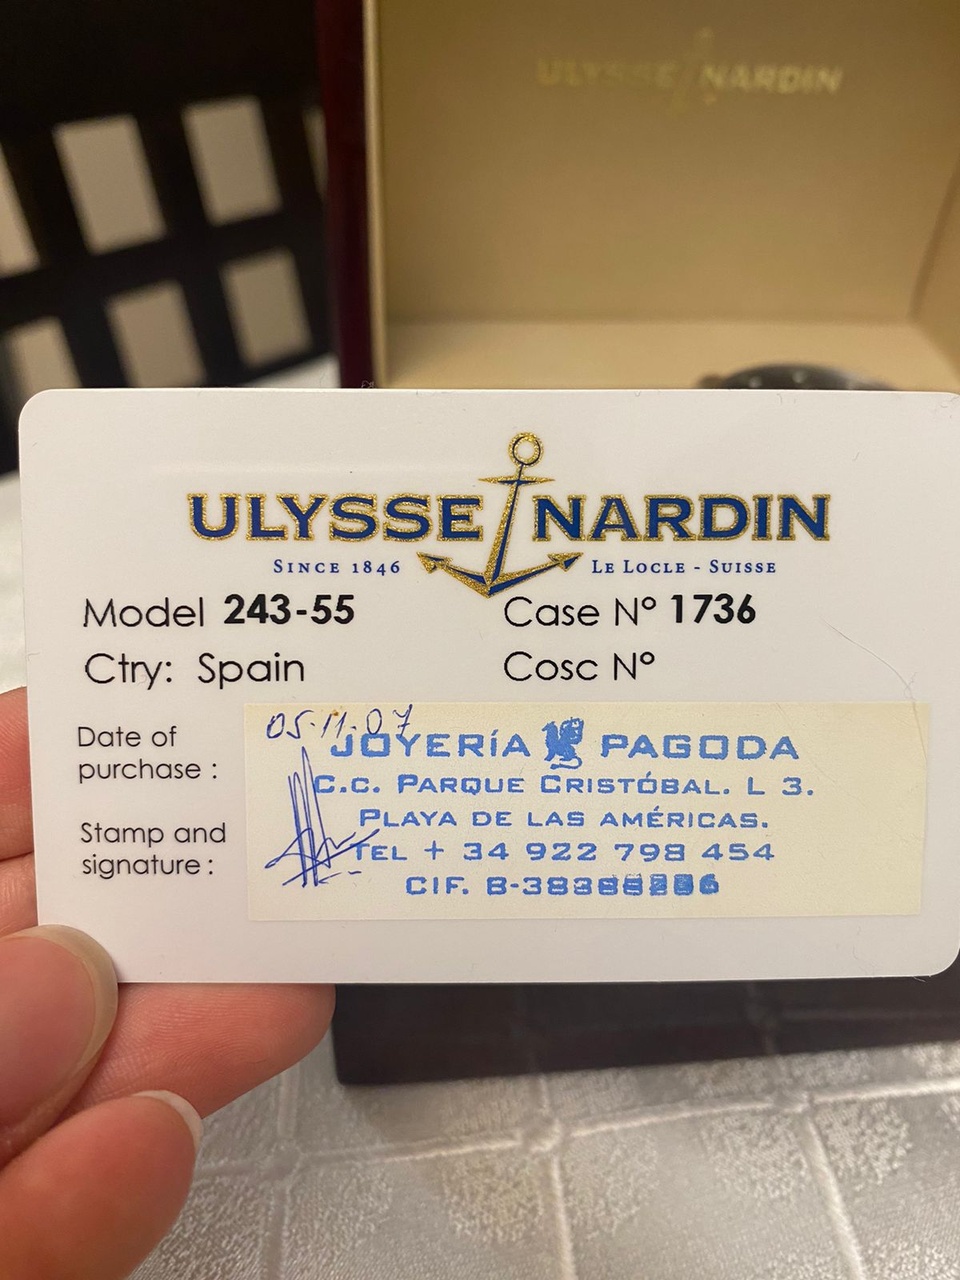 ULYSSE NARDIN
ULYSSE NARDIN
SINCE 1846 LE LOCLE - SUISSE
Model 243-55 Case N° 1736
Ctry: Spain Cosc N°
Date of purchase :
05-11-07
JOYERÍA PAGODA
C.C. PARQUE CRISTÓBAL. L 3.
PLAYA DE LAS AMÉRICAS.
Stamp and signature :
TEL + 34 922 798 454
CIF.